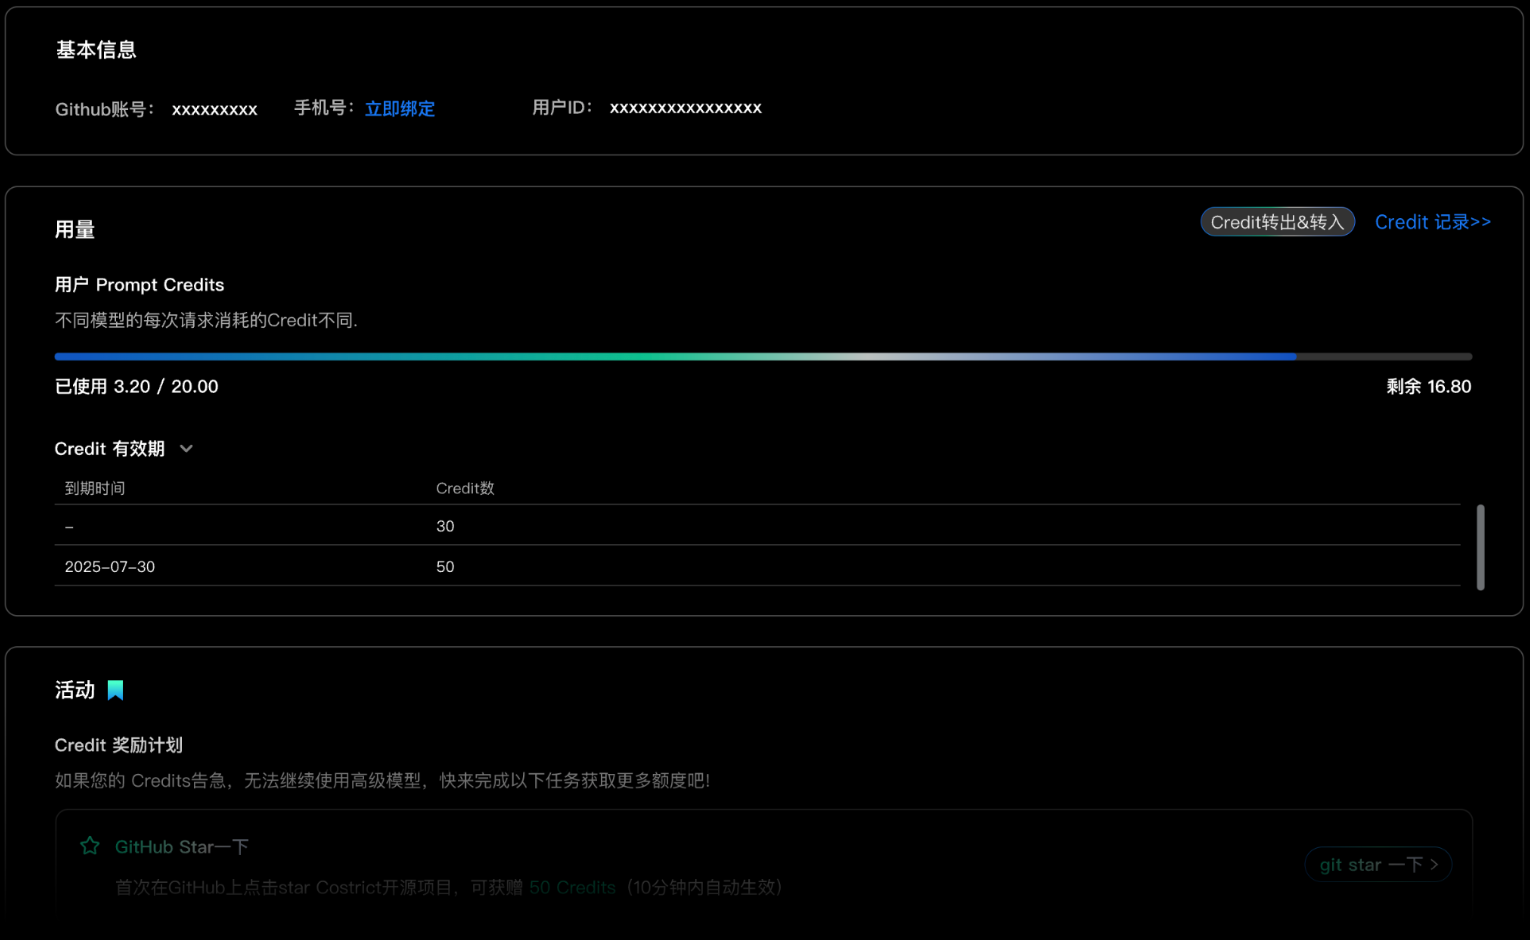 基本信息
Github账号： xxxxxxxxx 手机号：立即绑定 用户ID： xxxxxxxxxxxxxxxx
用量 Credit转出&转入 Credit 记录>>
用户 Prompt Credits
不同模型的每次请求消耗的Credit不同.
已使用 3.20 / 20.00 剩余 16.80
Credit 有效期
到期时间 Credit数
– 30
2025–07–30 50
活动
Credit 奖励计划
如果您的 Credits告急，无法继续使用高级模型，快来完成以下任务获取更多额度吧!
GitHub Star一下
git star 一下 >
首次在GitHub上点击star Costrict开源项目，可获赠 50 Credits（10分钟内自动生效）